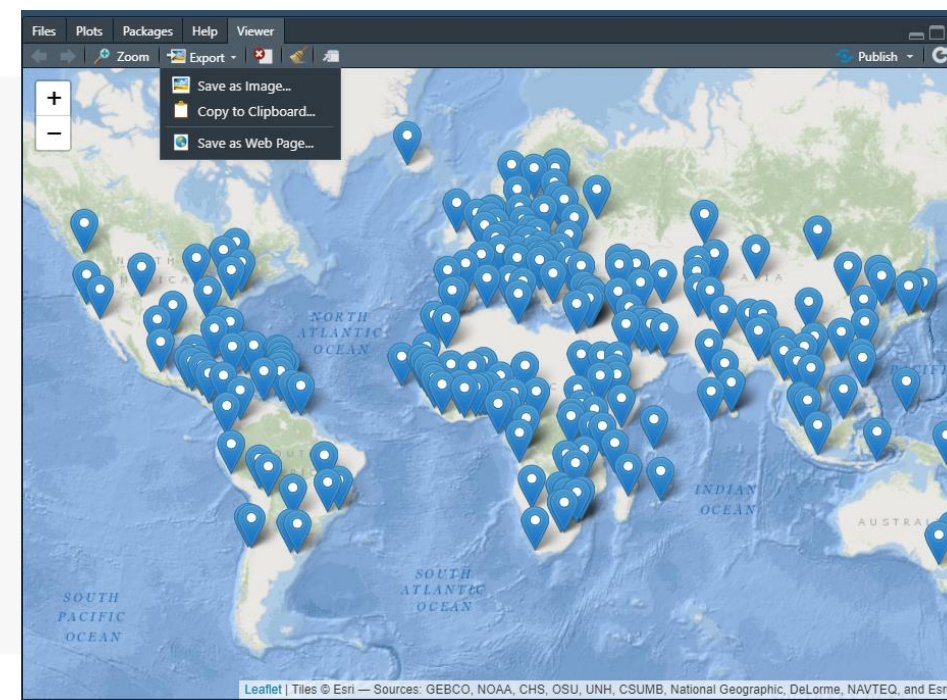 Files Plots Packages Help Viewer
Zoom Export Publish
Save as Image...
Copy to Clipboard...
Save as Web Page...
+
−
NORTH
ATLANTIC
OCEAN
ASIA
INDIAN
OCEAN
SOUTH
ATLANTIC
OCEAN
SOUTH
PACIFIC
OCEAN
Leaflet | Tiles © Esri — Sources: GEBCO, NOAA, CHS, OSU, UNH, CSUMB, National Geographic, DeLorme, NAVTEQ, and Esri